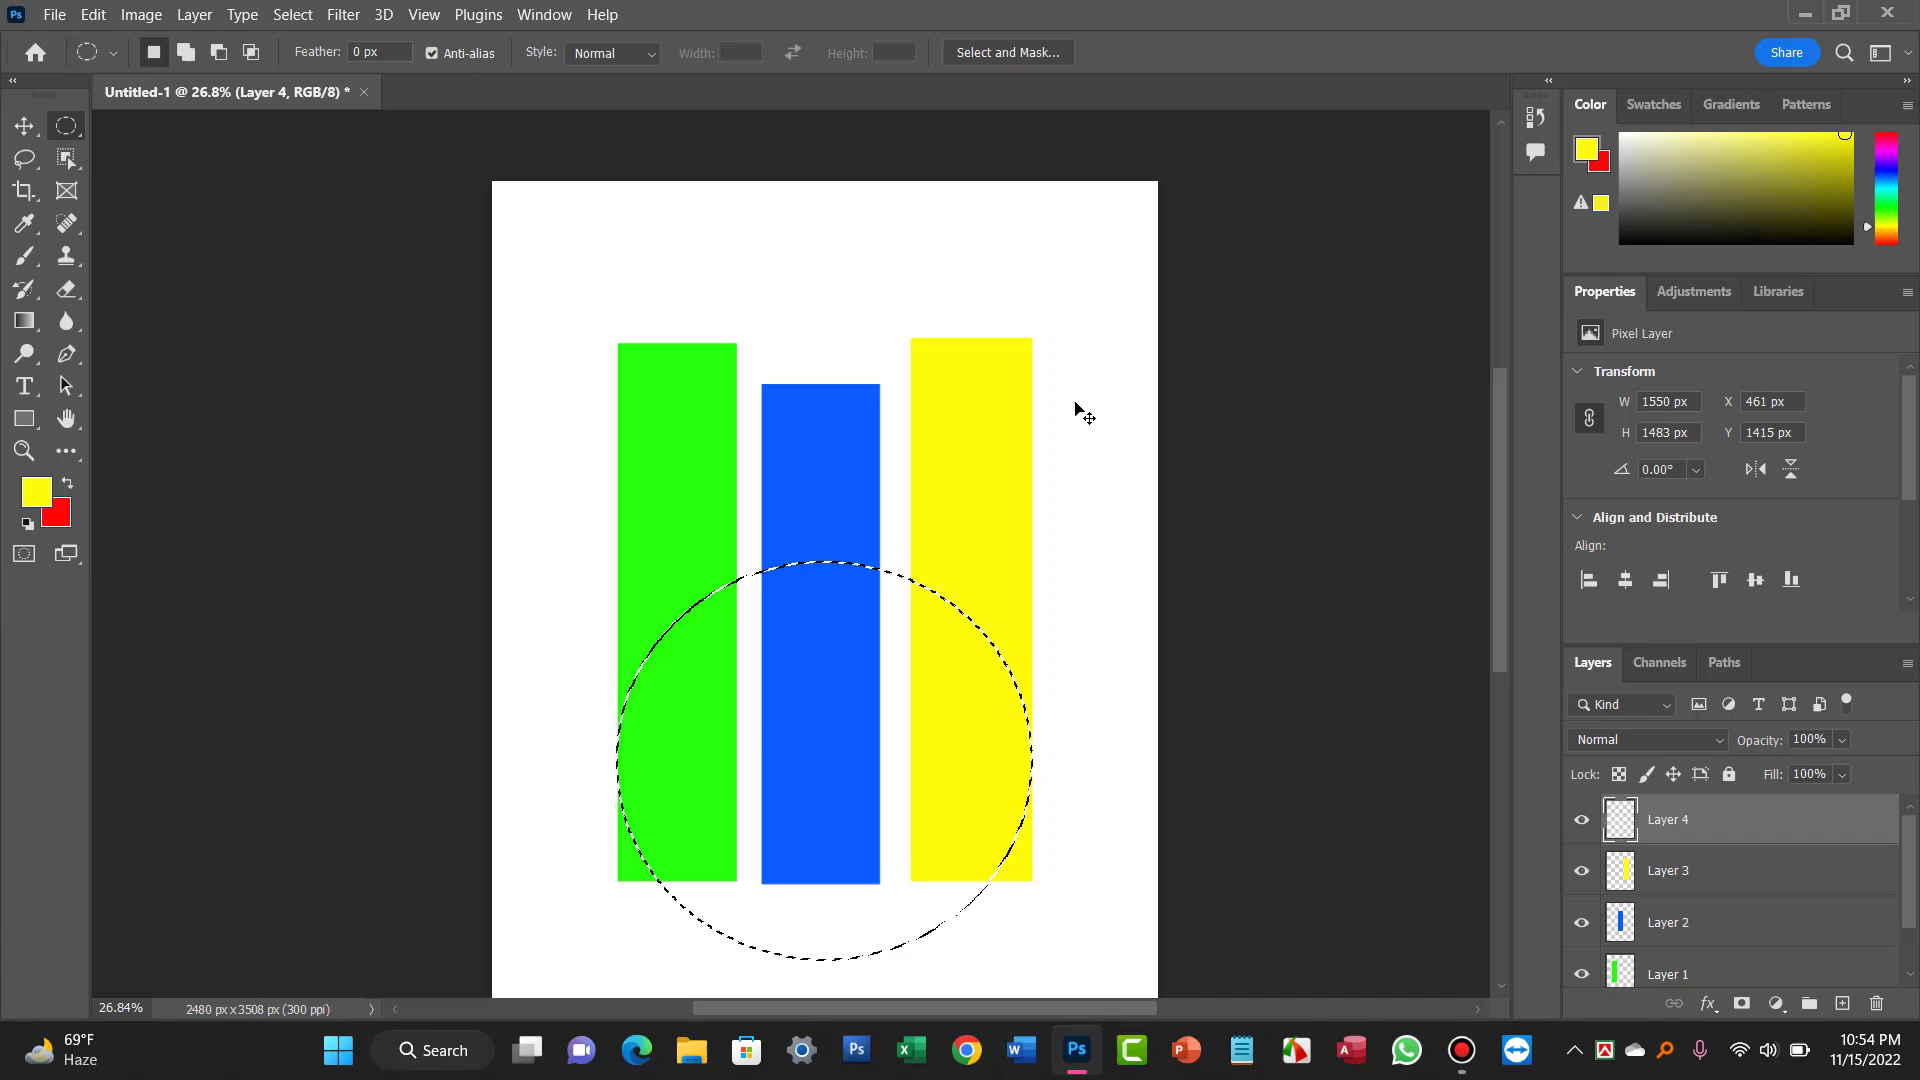 Ps File Edit Image Layer Type Select Filter 3D View Plugins Window Help
Feather: 0 px Anti-alias Style: Normal Width: Height: Select and Mask... Share
Untitled-1 @ 26.8% (Layer 4, RGB/8) *
Color Swatches Gradients Patterns
Properties Adjustments Libraries
Pixel Layer
Transform
W 1550 px X 461 px
H 1483 px Y 1415 px
0.00°
Align and Distribute
Align:
Layers Channels Paths
Kind
Normal Opacity: 100%
Lock: Fill: 100%
Layer 4
Layer 3
Layer 2
Layer 1
fx
26.84% 2480 px x 3508 px (300 ppi)
69°F
Haze
Search
Ps
Ps
10:54 PM
11/15/2022